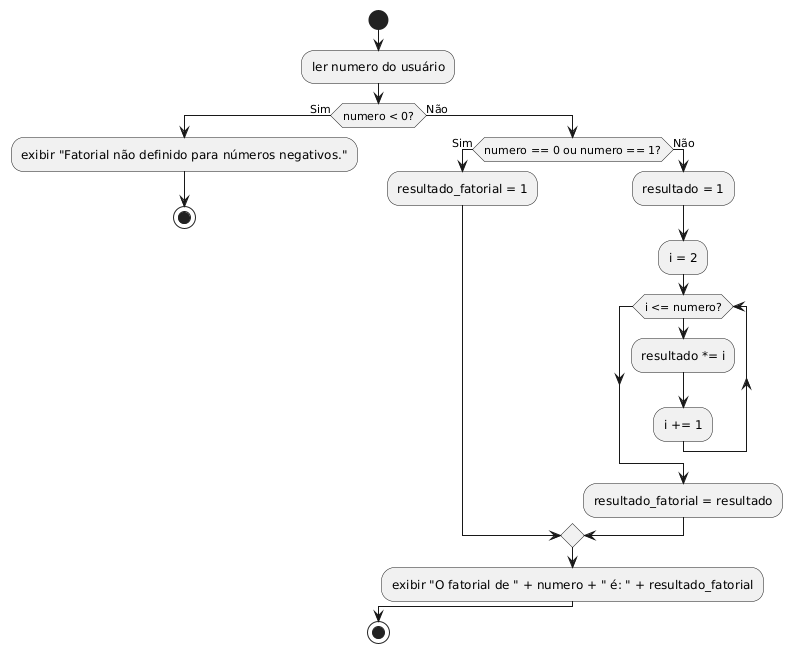 ler numero do usuário
numero < 0?
Sim
Não
exibir "Fatorial não definido para números negativos."
numero == 0 ou numero == 1?
Sim
Não
resultado_fatorial = 1
resultado = 1
i = 2
i <= numero?
resultado *= i
i += 1
resultado_fatorial = resultado
exibir "O fatorial de " + numero + " é: " + resultado_fatorial